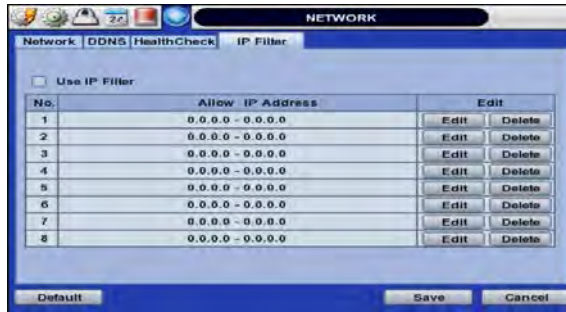 NETWORK
Network DDNS HealthCheck IP Filter
Use IP Filter
No. Allow IP Address Edit
1 0.0.0.0 - 0.0.0.0 Edit Delete
2 0.0.0.0 - 0.0.0.0 Edit Delete
3 0.0.0.0 - 0.0.0.0 Edit Delete
4 0.0.0.0 - 0.0.0.0 Edit Delete
5 0.0.0.0 - 0.0.0.0 Edit Delete
6 0.0.0.0 - 0.0.0.0 Edit Delete
7 0.0.0.0 - 0.0.0.0 Edit Delete
8 0.0.0.0 - 0.0.0.0 Edit Delete
Default Save Cancel